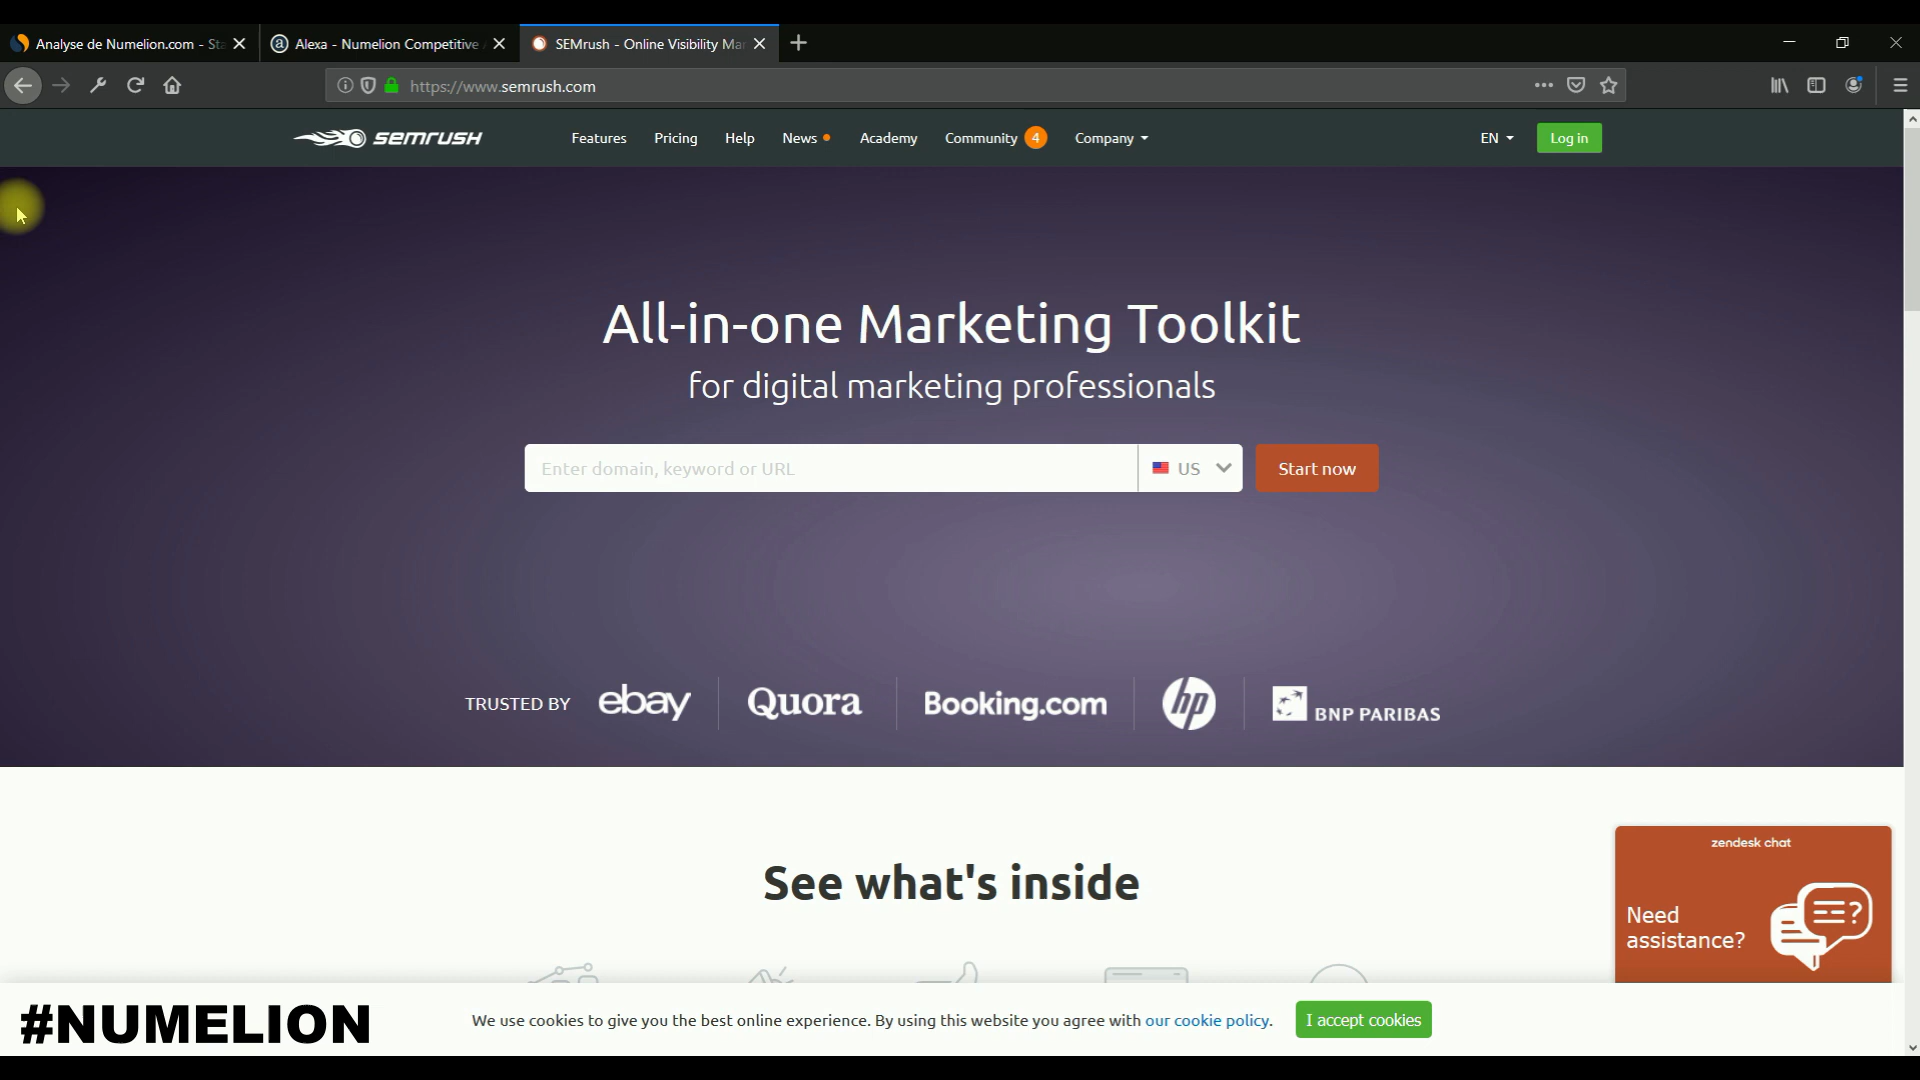 Analyse de Numelion.com - Sta
Alexa - Numelion Competitive
SEMrush - Online Visibility Mar
https://www.semrush.com
semrush
Features
Pricing
Help
News
Academy
Community 4
Company
EN
Log in
All-in-one Marketing Toolkit
for digital marketing professionals
Enter domain, keyword or URL
US
Start now
TRUSTED BY
ebay
Quora
Booking.com
hp
BNP PARIBAS
See what's inside
zendesk chat
Need
assistance?
#NUMELION
We use cookies to give you the best online experience. By using this website you agree with our cookie policy.
I accept cookies